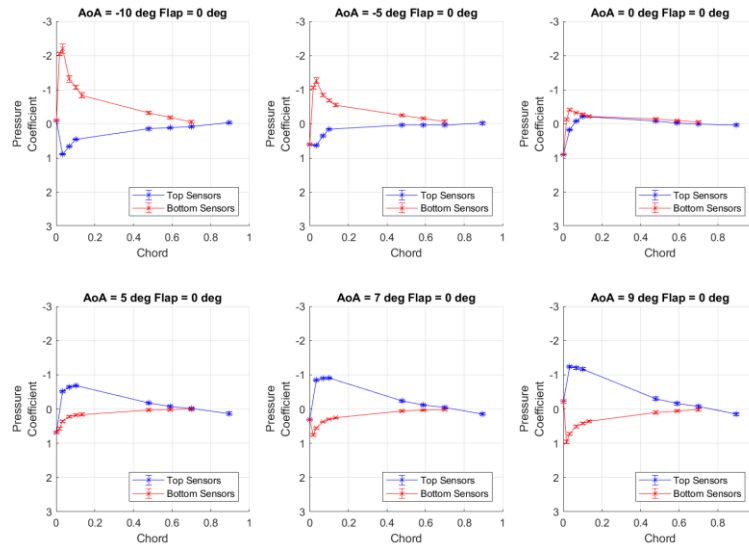 AoA = -10 deg Flap = 0 deg
-3
-2
-1
0
1
2
3
Pressure
Coefficient
Top Sensors
Bottom Sensors
0
0.2
0.4
0.6
0.8
1
Chord
AoA = -5 deg Flap = 0 deg
-3
-2
-1
0
1
2
3
Pressure
Coefficient
Top Sensors
Bottom Sensors
0
0.2
0.4
0.6
0.8
1
Chord
AoA = 0 deg Flap = 0 deg
-3
-2
-1
0
1
2
3
Pressure
Coefficient
Top Sensors
Bottom Sensors
0
0.2
0.4
0.6
0.8
Chord
AoA = 5 deg Flap = 0 deg
-3
-2
-1
0
1
2
3
Pressure
Coefficient
Top Sensors
Bottom Sensors
0
0.2
0.4
0.6
0.8
1
Chord
AoA = 7 deg Flap = 0 deg
-3
-2
-1
0
1
2
3
Pressure
Coefficient
Top Sensors
Bottom Sensors
0
0.2
0.4
0.6
0.8
1
Chord
AoA = 9 deg Flap = 0 deg
-3
-2
-1
0
1
2
3
Pressure
Coefficient
Top Sensors
Bottom Sensors
0
0.2
0.4
0.6
0.8
Chord